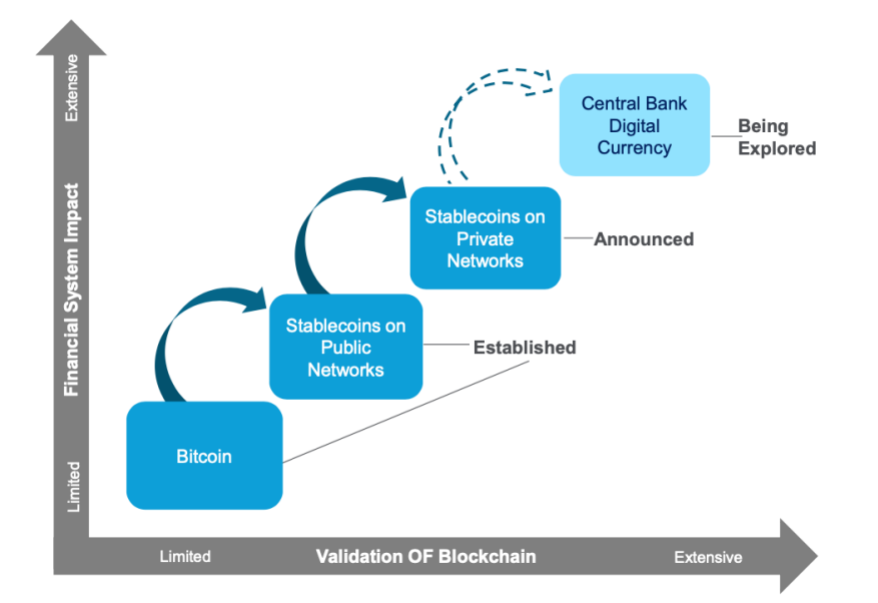 Extensive
Financial System Impact
Limited
Central Bank
Digital
Currency
Being
Explored
Stablecoins on
Private
Networks
Announced
Stablecoins on
Public
Networks
Established
Bitcoin
Limited
Validation OF Blockchain
Extensive